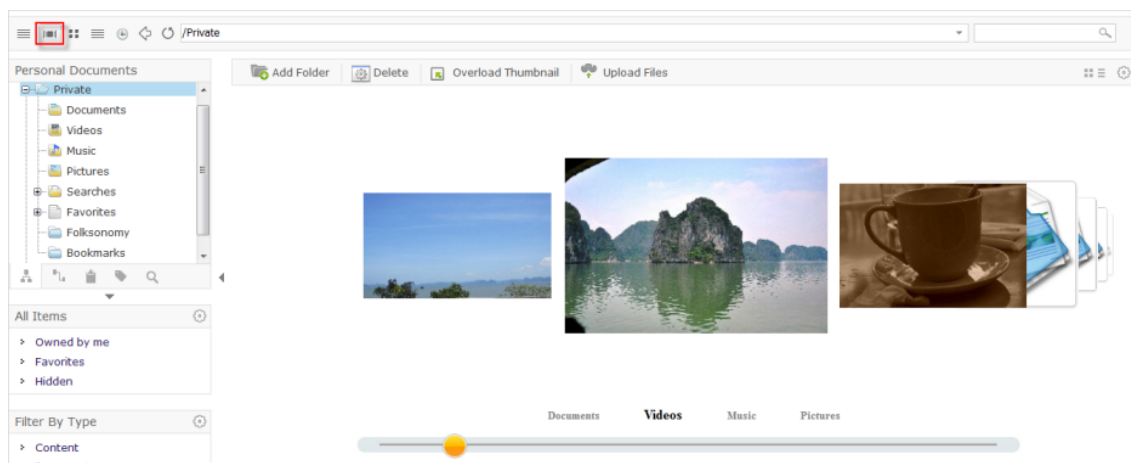 /Private
Personal Documents
Private
Documents
Videos
Music
Pictures
Searches
Favorites
Folksonomy
Bookmarks
All Items
Owned by me
Favorites
Hidden
Filter By Type
Content
Add Folder Delete Overload Thumbnail Upload Files
Documents Videos Music Pictures